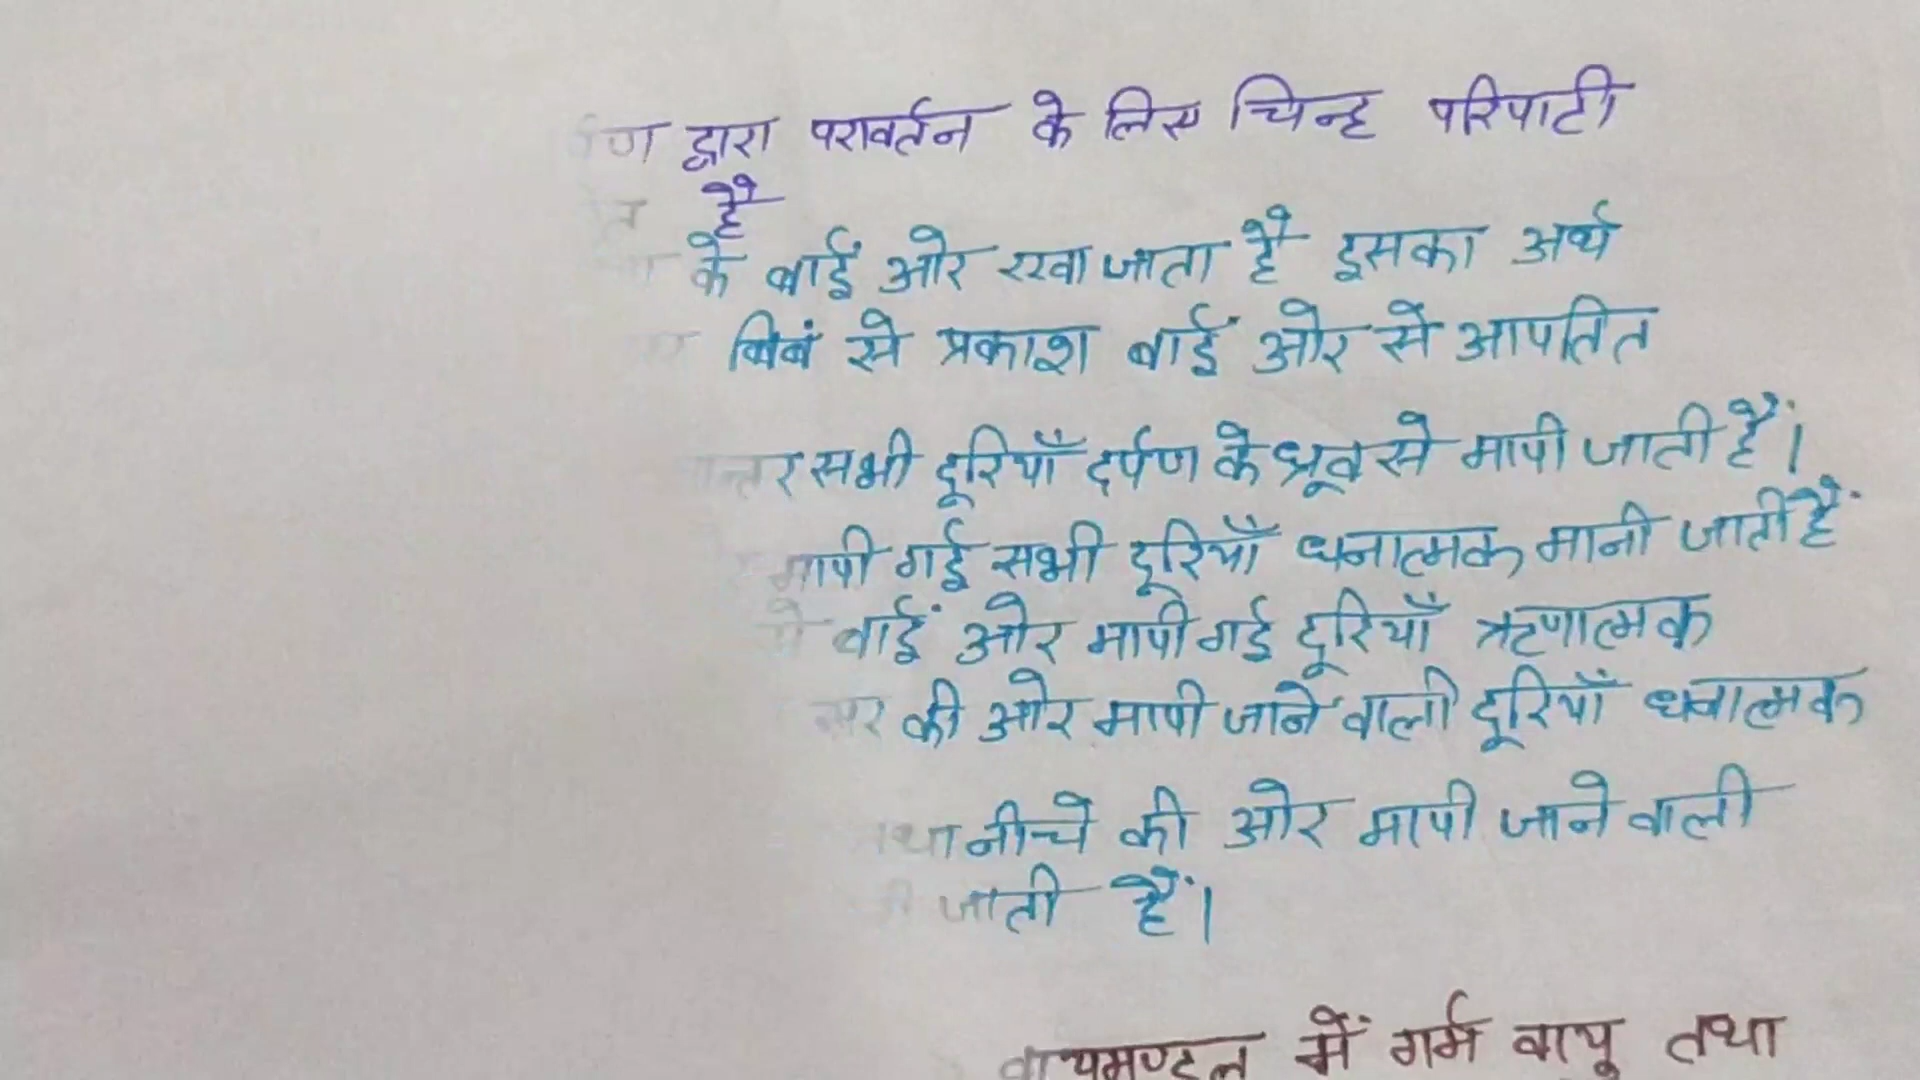 द्वारा परावर्तन के लिए चिन्ह परिपाटी
है
के बाईं ओर रखा जाता है इसका अर्थ
बिबं से प्रकाश बाईं ओर से आपतित
सभी दूरियाँ दर्पण के ध्रूव से मापी जाती हैं।
मापी गई सभी दूरियाँ धनात्मक मानी जाती हैं
बाईं ओर मापी गई दूरियाँ ऋणात्मक
की ओर मापी जाने वाली दूरियाँ धनात्मक
तथा नीचे की ओर मापी जाने वाली
जाती हैं।
में गर्म वायु तथा